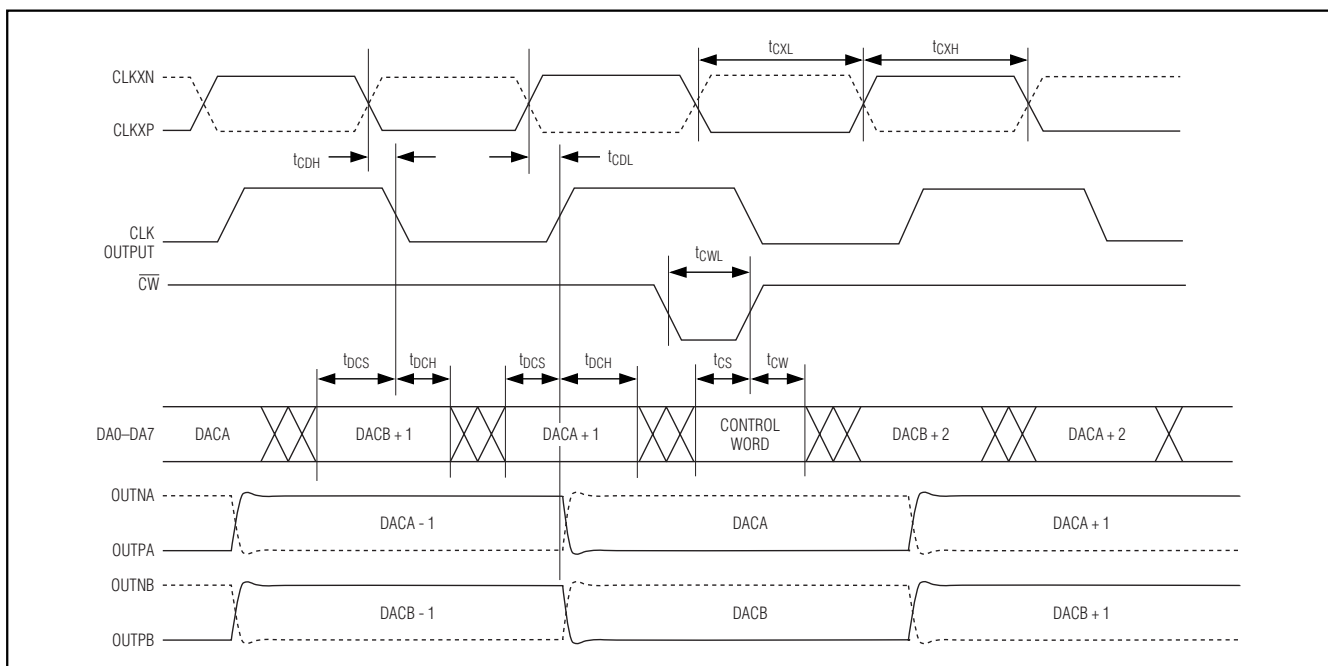 tCXL tCXH
CLKXN
CLKXP
tCDH tCDL
CLK
OUTPUT
tCWL
CW
tDCS tDCH tDCS tDCH tCS tCW
DA0–DA7 DACA DACB + 1 DACA + 1 CONTROL
WORD DACB + 2 DACA + 2
OUTNA
DACA - 1 DACA DACA + 1
OUTPA
OUTNB
DACB - 1 DACB DACB + 1
OUTPB